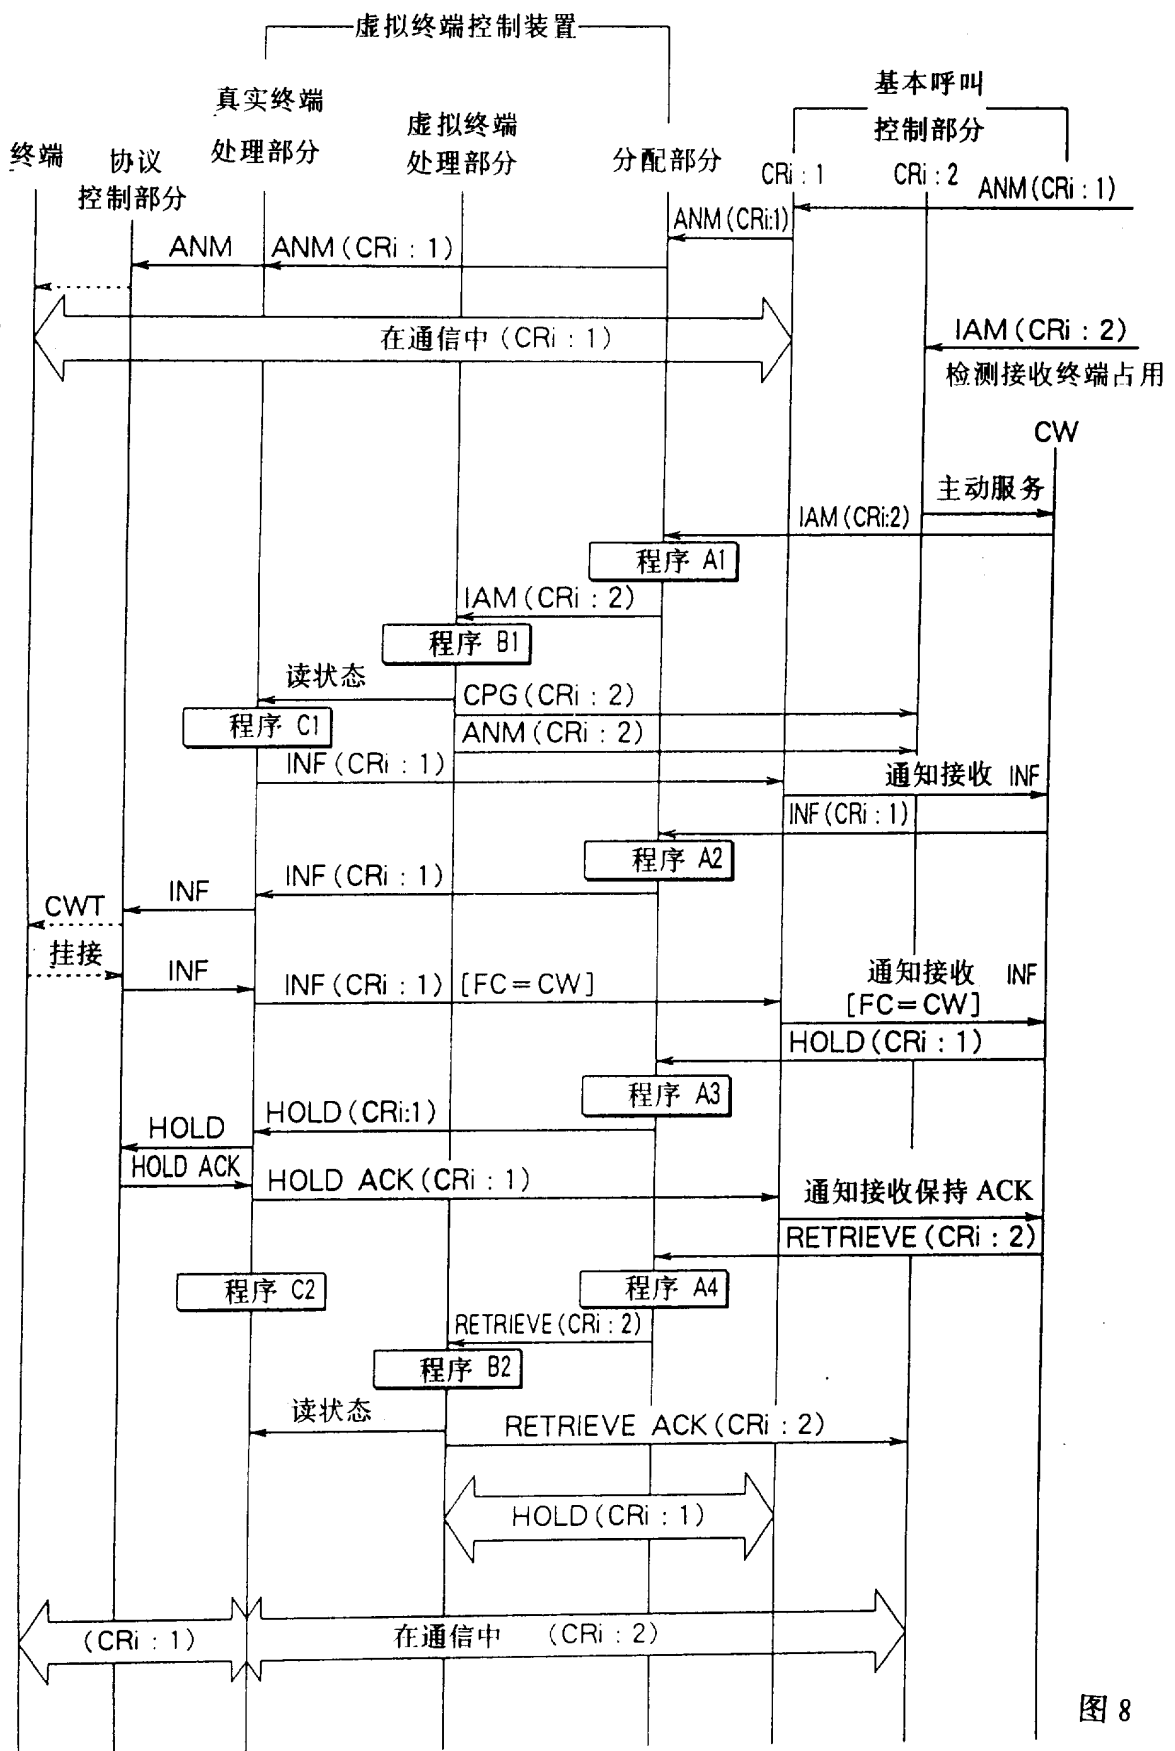 虚拟终端控制装置
真实终端
处理部分
虚拟终端
处理部分
基本呼叫
控制部分
终端
协议
控制部分
分配部分
CRi : 1
CRi : 2
ANM(CRi : 1)
ANM(CRi:1)
ANM
ANM(CRi : 1)
在通信中 (CRi : 1)
IAM(CRi : 2)
检测接收终端占用
CW
主动服务
IAM(CRi:2)
程序 A1
IAM(CRi : 2)
程序 B1
读状态
CPG(CRi : 2)
程序 C1
ANM(CRi : 2)
INF(CRi : 1)
通知接收 INF
INF(CRi : 1)
程序 A2
INF(CRi : 1)
INF
CWT
挂接
INF
INF(CRi : 1) [FC=CW]
通知接收 INF
[FC=CW]
HOLD(CRi : 1)
程序 A3
HOLD(CRi:1)
HOLD
HOLD ACK
HOLD ACK(CRi : 1)
通知接收保持 ACK
RETRIEVE(CRi : 2)
程序 C2
程序 A4
RETRIEVE(CRi : 2)
程序 B2
读状态
RETRIEVE ACK(CRi : 2)
HOLD(CRi : 1)
(CRi : 1)
在通信中 (CRi : 2)
图 8